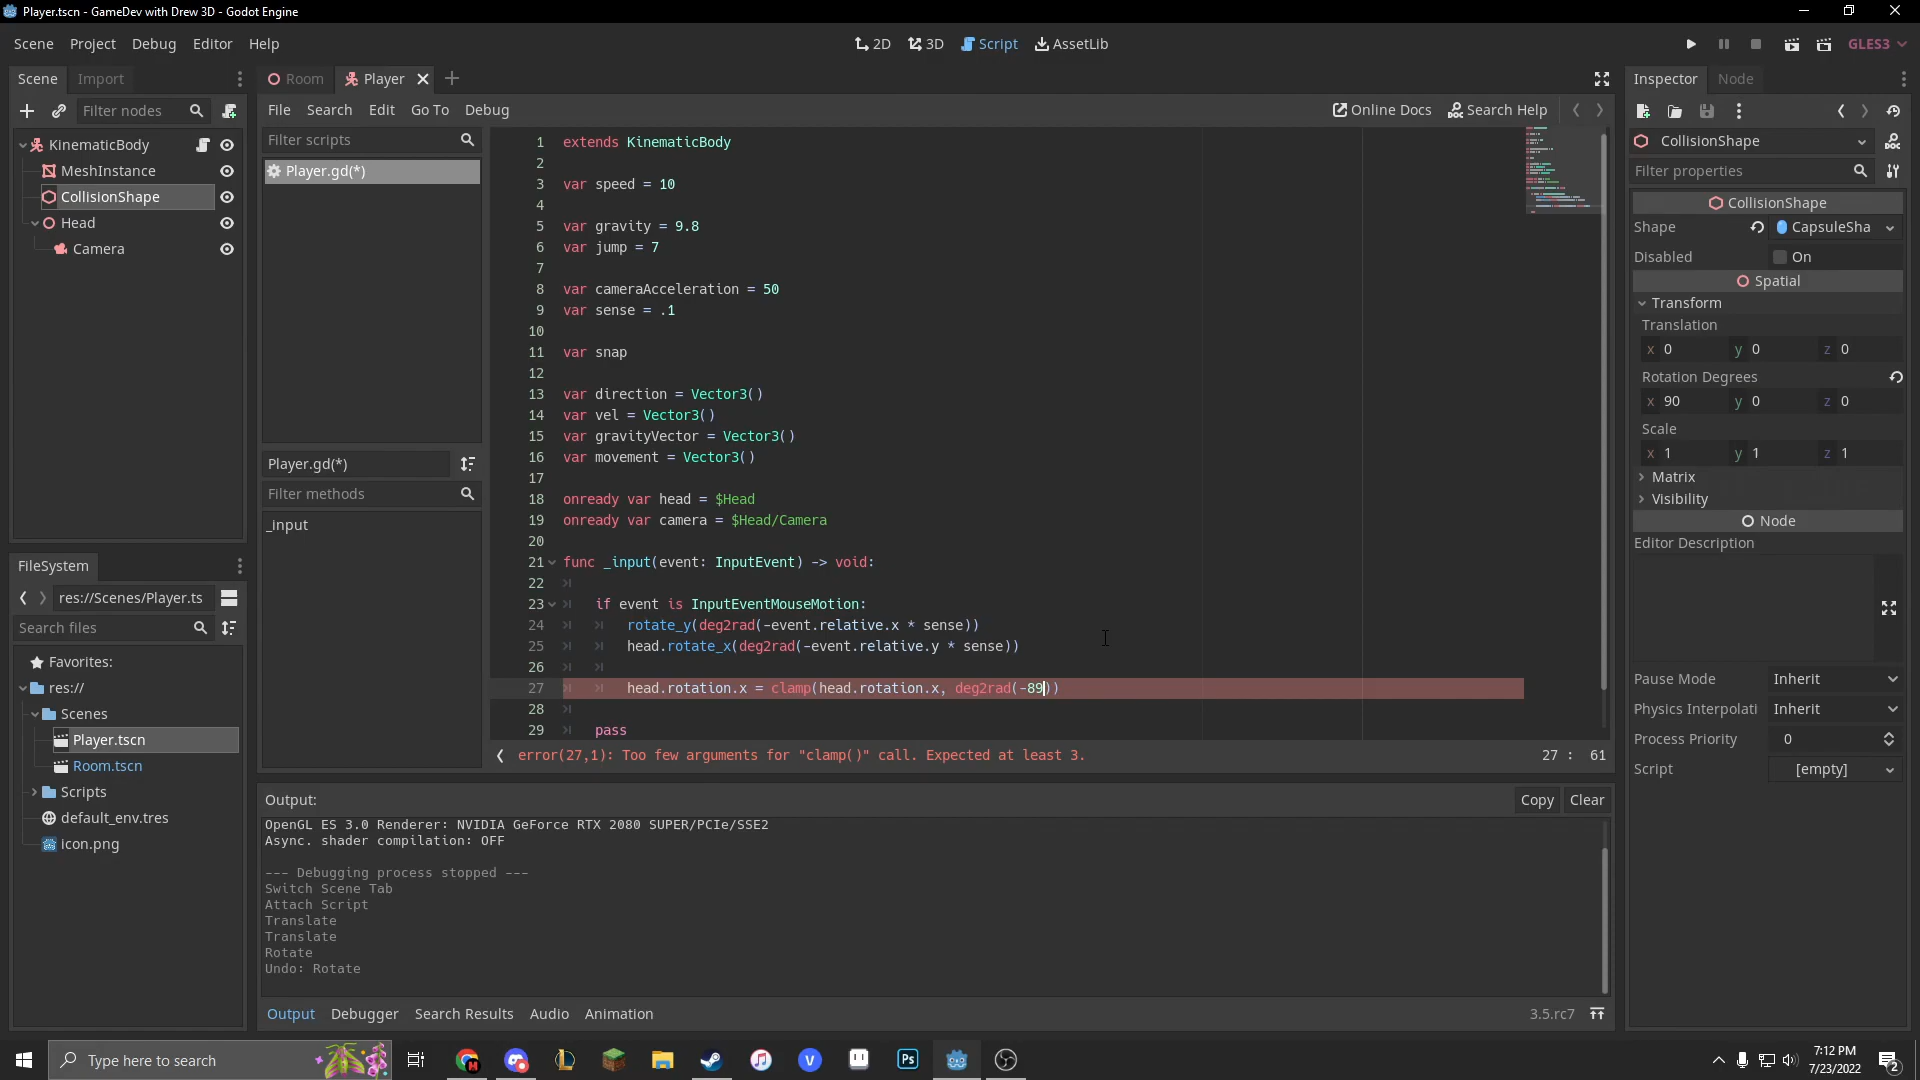 Player.tscn - GameDev with Drew 3D - Godot Engine
Scene Project Debug Editor Help
2D 3D Script AssetLib
GLES3
Scene Import
Filter nodes
KinematicBody
MeshInstance
CollisionShape
Head
Camera
FileSystem
res://Scenes/Player.ts
Search files
Favorites:
res://
Scenes
Player.tscn
Room.tscn
Scripts
default_env.tres
icon.png
Room Player
File Search Edit Go To Debug
Online Docs Search Help
Filter scripts
Player.gd(*)
Player.gd(*)
Filter methods
_input
1 extends KinematicBody
2
3 var speed = 10
4
5 var gravity = 9.8
6 var jump = 7
7
8 var cameraAcceleration = 50
9 var sense = .1
10
11 var snap
12
13 var direction = Vector3()
14 var vel = Vector3()
15 var gravityVector = Vector3()
16 var movement = Vector3()
17
18 onready var head = $Head
19 onready var camera = $Head/Camera
20
21 func _input(event: InputEvent) -> void:
22
23 if event is InputEventMouseMotion:
24 rotate_y(deg2rad(-event.relative.x * sense))
25 head.rotate_x(deg2rad(-event.relative.y * sense))
26
27 head.rotation.x = clamp(head.rotation.x, deg2rad(-89))
28
29 pass
error(27,1): Too few arguments for "clamp()" call. Expected at least 3.
27 : 61
Output:
Copy Clear
OpenGL ES 3.0 Renderer: NVIDIA GeForce RTX 2080 SUPER/PCIe/SSE2
Async. shader compilation: OFF
--- Debugging process stopped ---
Switch Scene Tab
Attach Script
Translate
Translate
Rotate
Undo: Rotate
Output Debugger Search Results Audio Animation
3.5.rc7
Inspector Node
CollisionShape
Filter properties
CollisionShape
Shape CapsuleSha
Disabled On
Spatial
Transform
Translation
x 0 y 0 z 0
Rotation Degrees
x 90 y 0 z 0
Scale
x 1 y 1 z 1
Matrix
Visibility
Node
Editor Description
Pause Mode Inherit
Physics Interpolati Inherit
Process Priority 0
Script [empty]
Type here to search
Ps
7:12 PM
7/23/2022
2